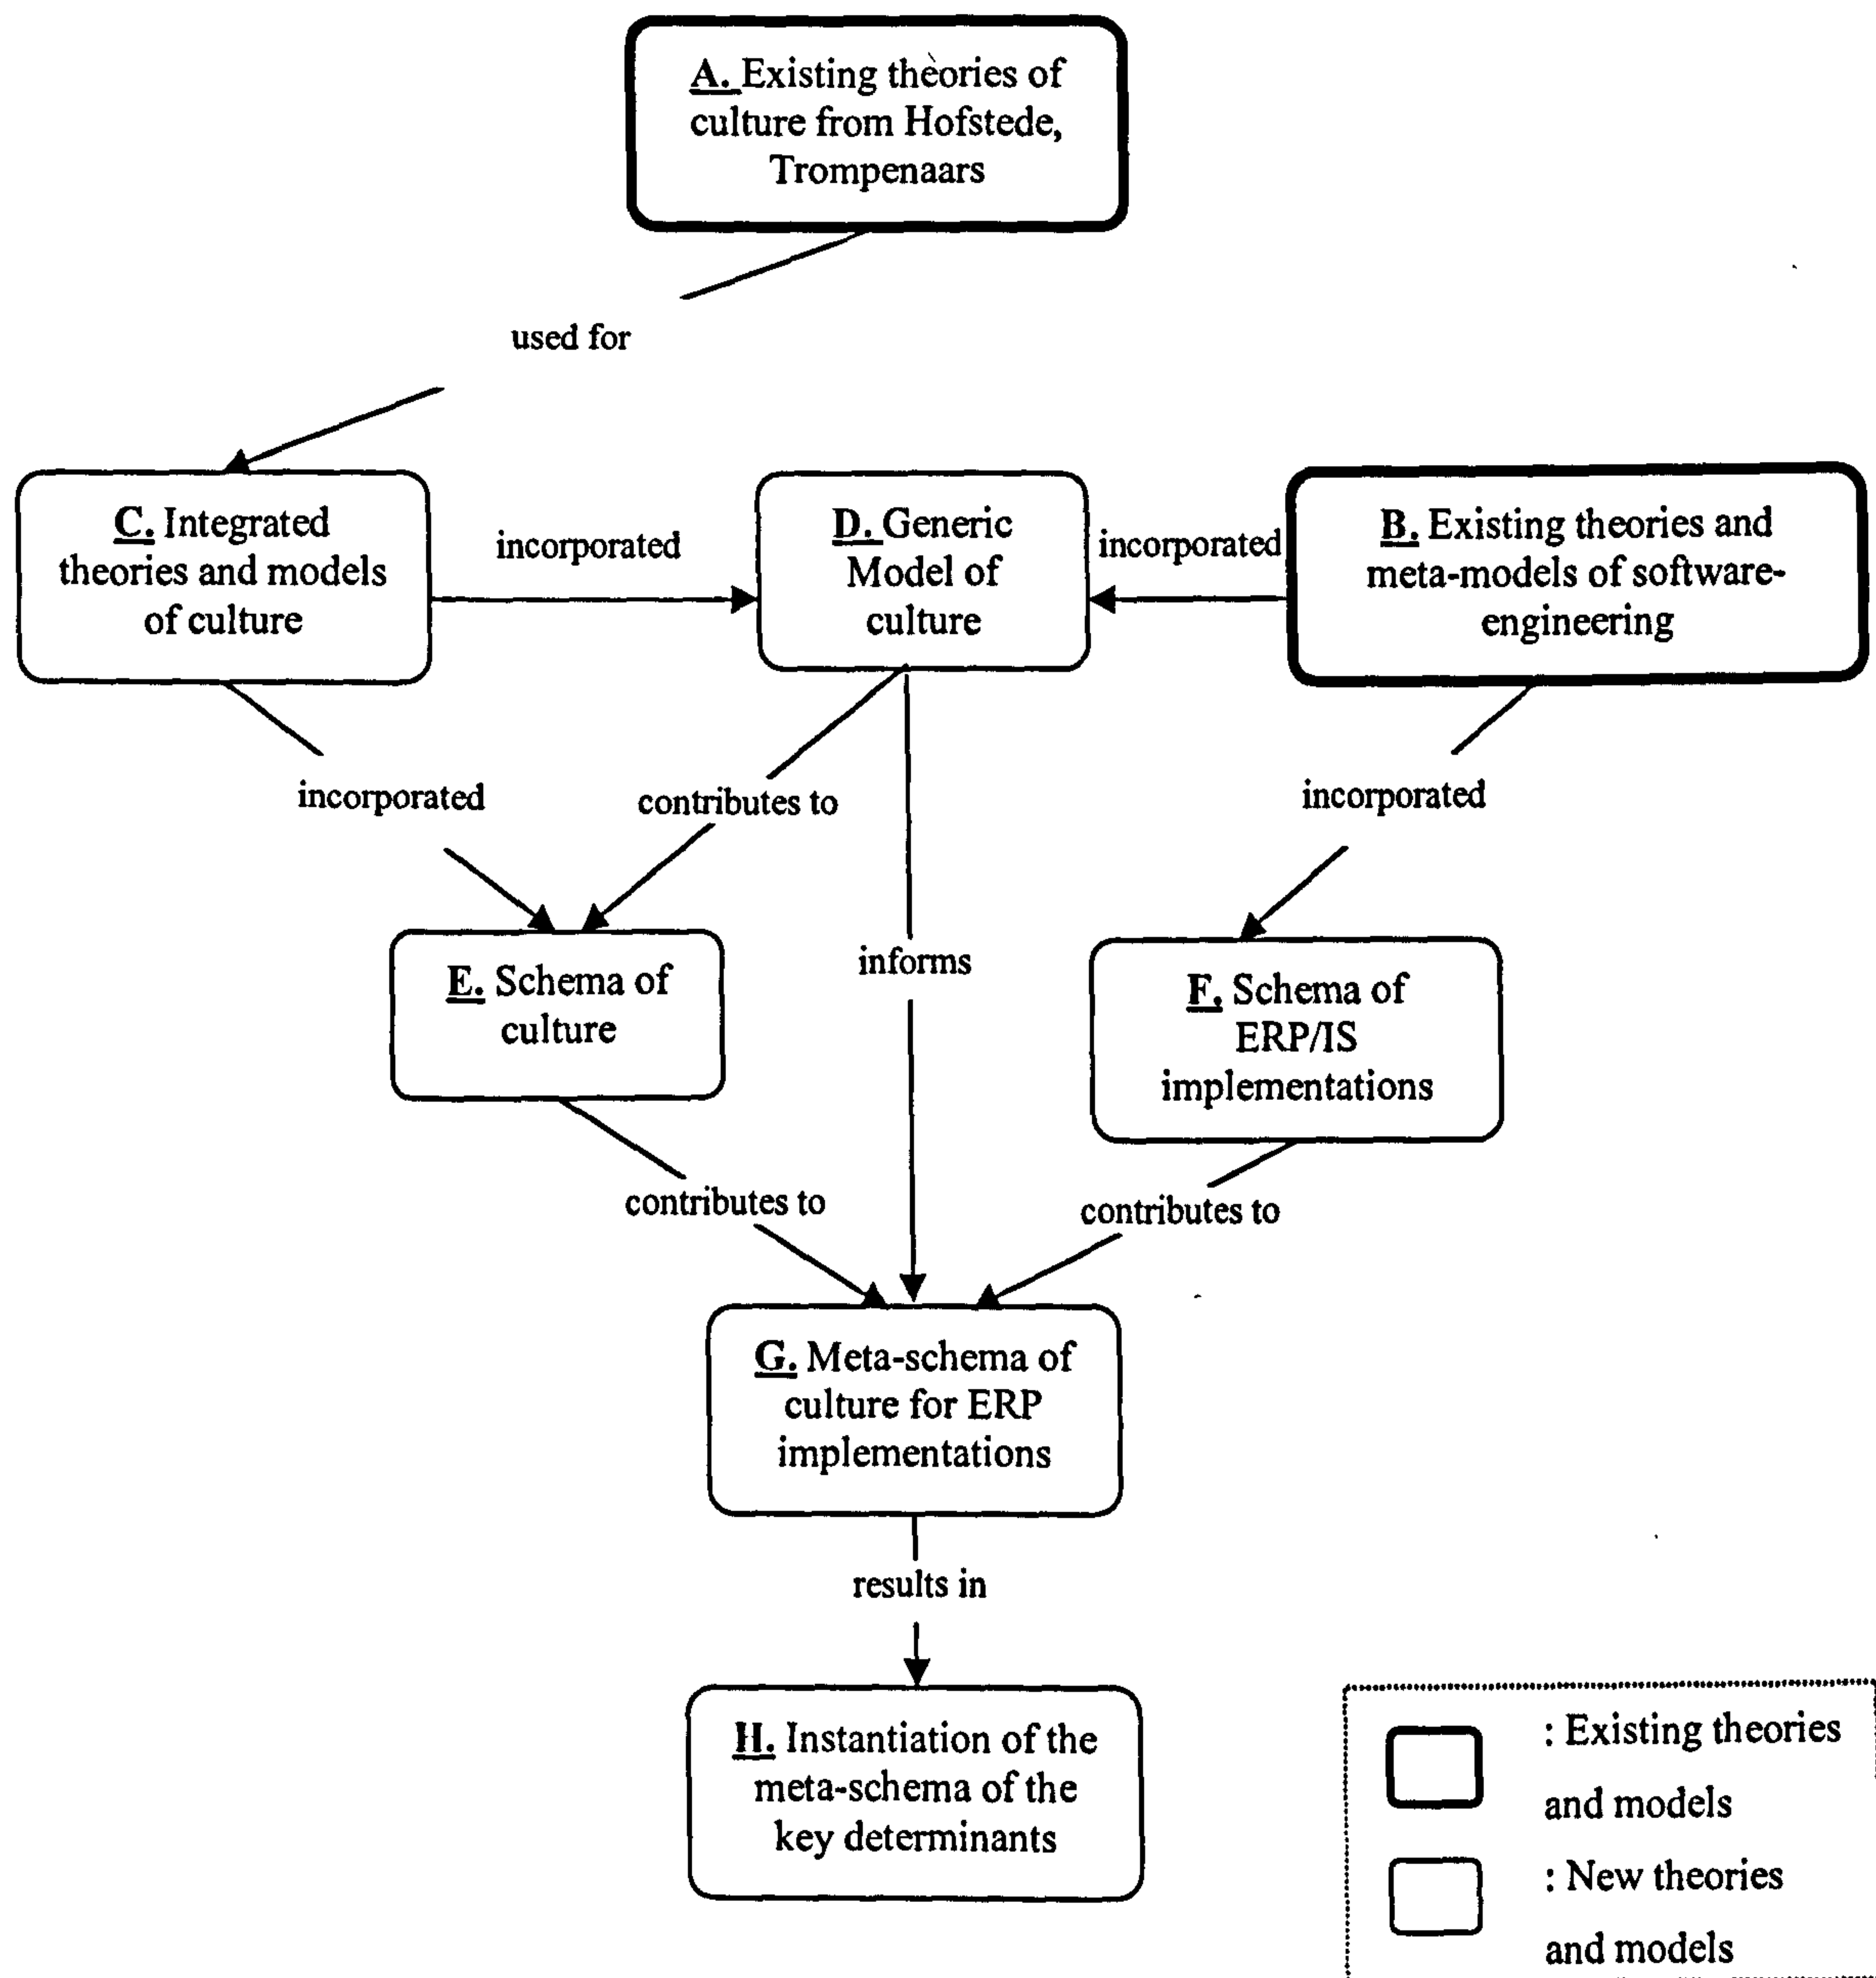 A. Existing theories of
culture from Hofstede,
Trompenaars
used for
C. Integrated
theories and models
of culture
incorporated
D. Generic
Model of
culture
incorporated
B. Existing theories and
meta-models of software-
engineering
incorporated
contributes to
incorporated
E. Schema of
culture
informs
F. Schema of
ERP/IS
implementations
contributes to
contributes to
G. Meta-schema of
culture for ERP
implementations
results in
H. Instantiation of the
meta-schema of the
key determinants
: Existing theories
and models
: New theories
and models